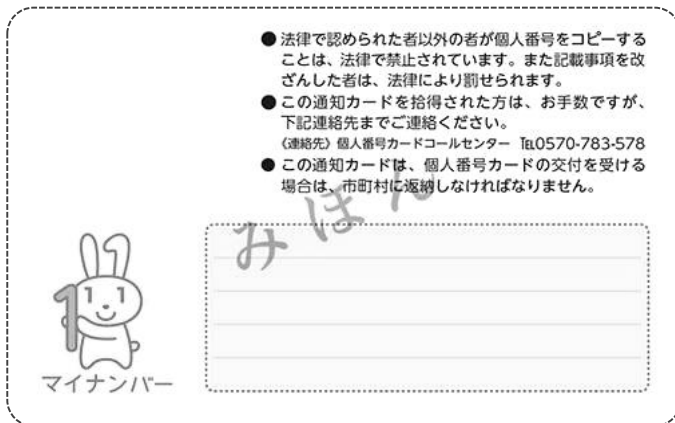 ● 法律で認められた者以外の者が個人番号をコピーする
ことは、法律で禁止されています。また記載事項を改
ざんした者は、法律により罰せられます。
● この通知カードを拾得された方は、お手数ですが、
下記連絡先までご連絡ください。
《連絡先》個人番号カードコールセンター ℡0570-783-578
● この通知カードは、個人番号カードの交付を受ける
場合は、市町村に返納しなければなりません。
みほん
1
マイナンバー